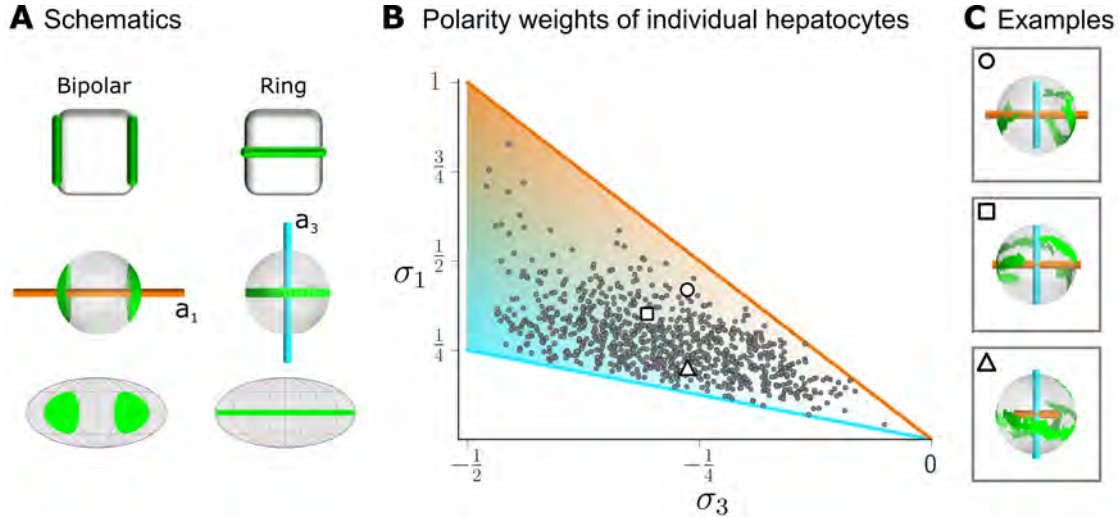 A Schematics
Bipolar
Ring
a₃
a₁
B Polarity weights of individual hepatocytes
1
3/4
1/2
σ₁
1/4
-1/2
-1/4
0
σ₃
C Examples